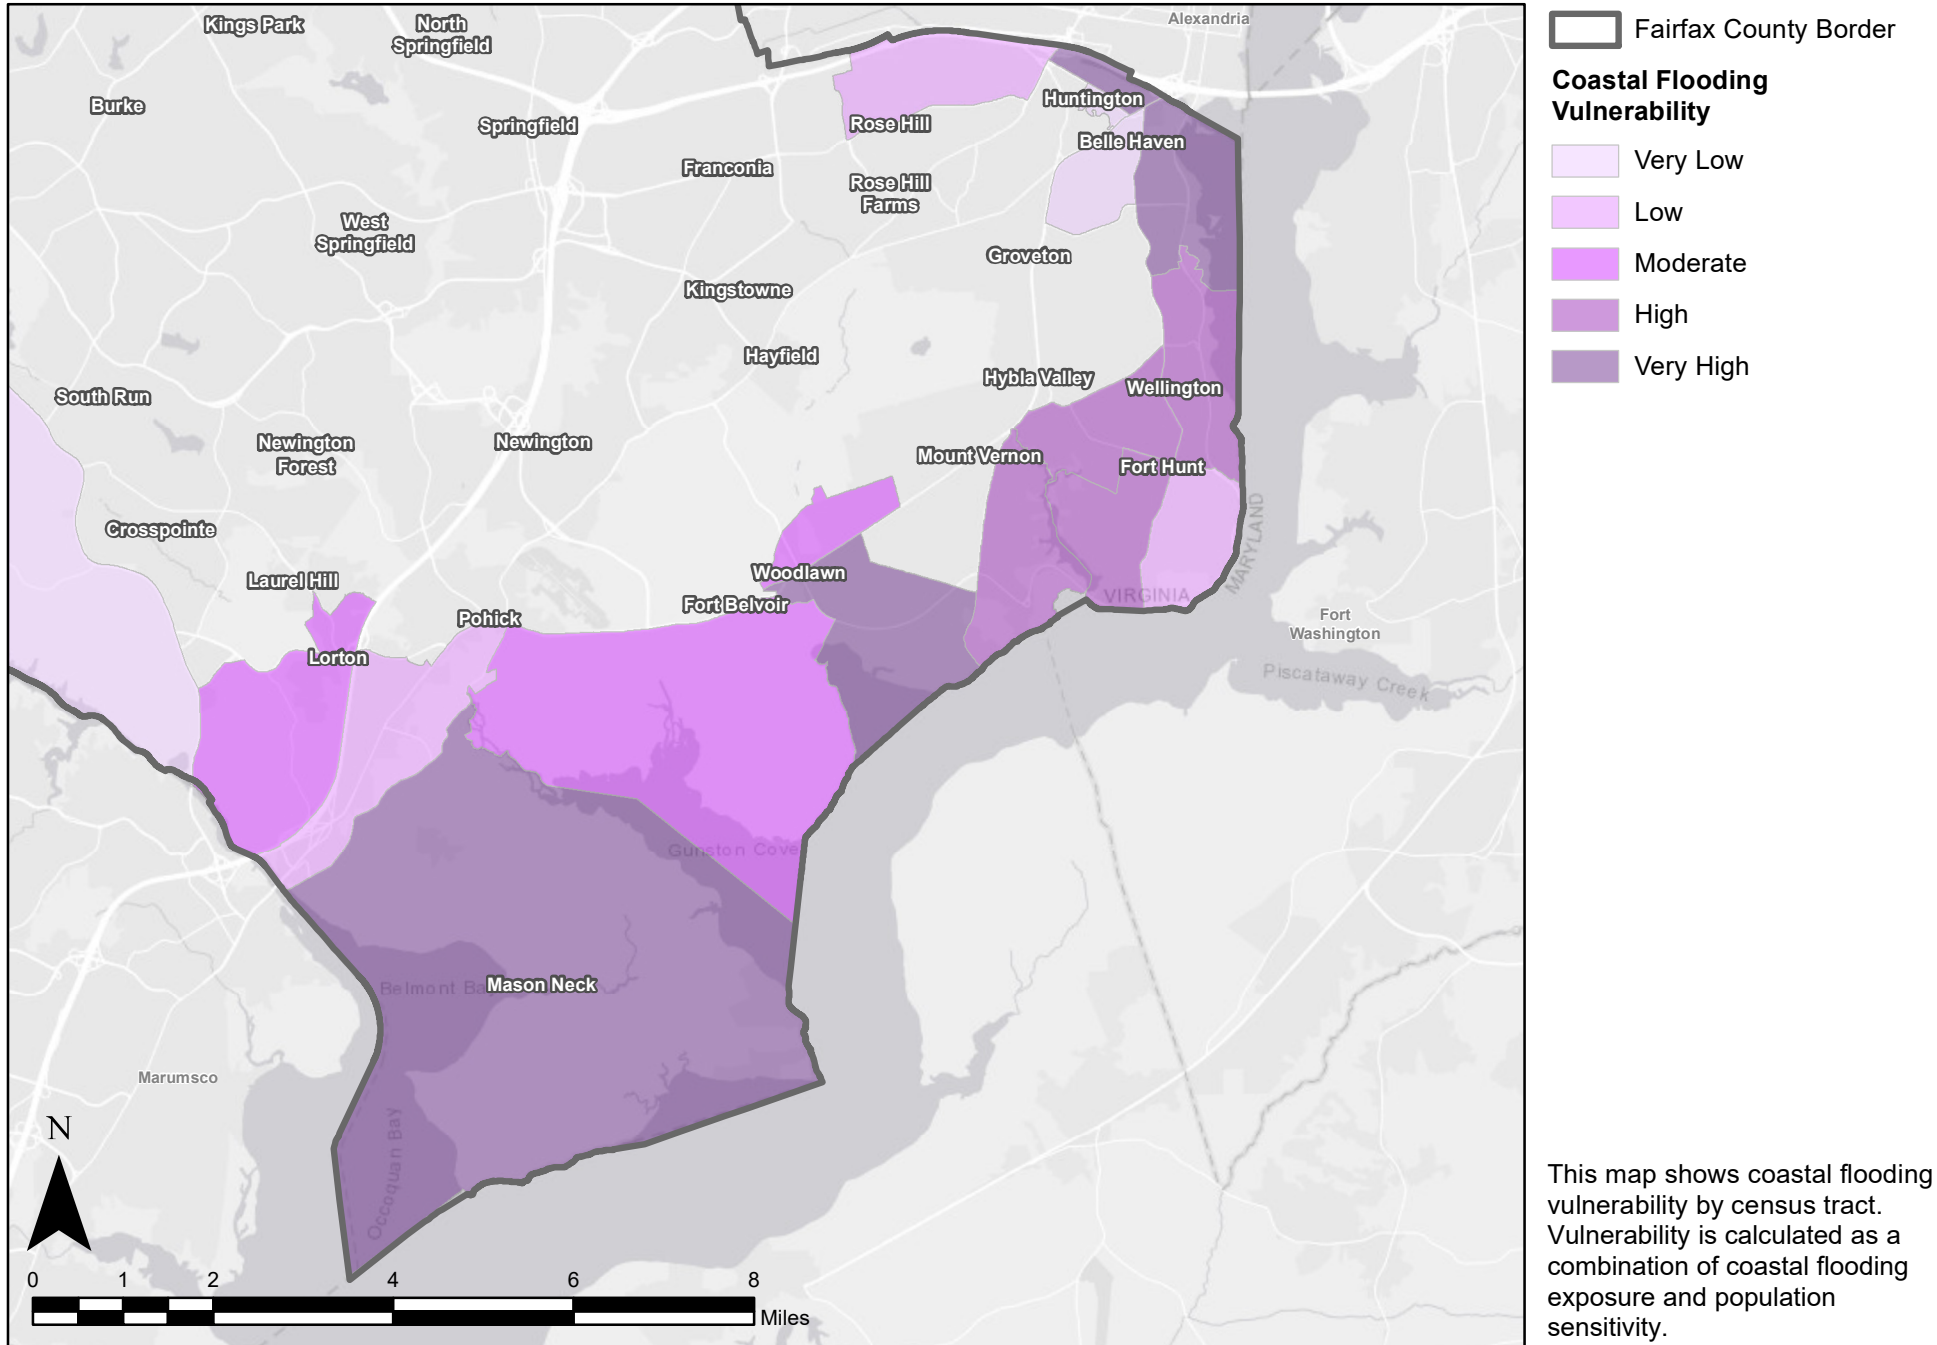 Kings Park
North
Springfield
Alexandria
Burke
Springfield
Huntington
Rose Hill
Belle Haven
Franconia
Rose Hill
Farms
West
Springfield
Groveton
Kingstowne
Hayfield
Hybla Valley
Wellington
South Run
Newington
Forest
Newington
Mount Vernon
Fort Hunt
Crosspointe
MARYLAND
Laurel Hill
Woodlawn
Fort Belvoir
VIRGINIA
Pohick
Fort
Washington
Lorton
Piscataway Creek
Gunston Cove
Belmont Bay
Mason Neck
Marumsco
Occoquan Bay
N
0 1 2 4 6 8
Miles
Fairfax County Border
Coastal Flooding
Vulnerability
Very Low
Low
Moderate
High
Very High
This map shows coastal flooding
vulnerability by census tract.
Vulnerability is calculated as a
combination of coastal flooding
exposure and population
sensitivity.